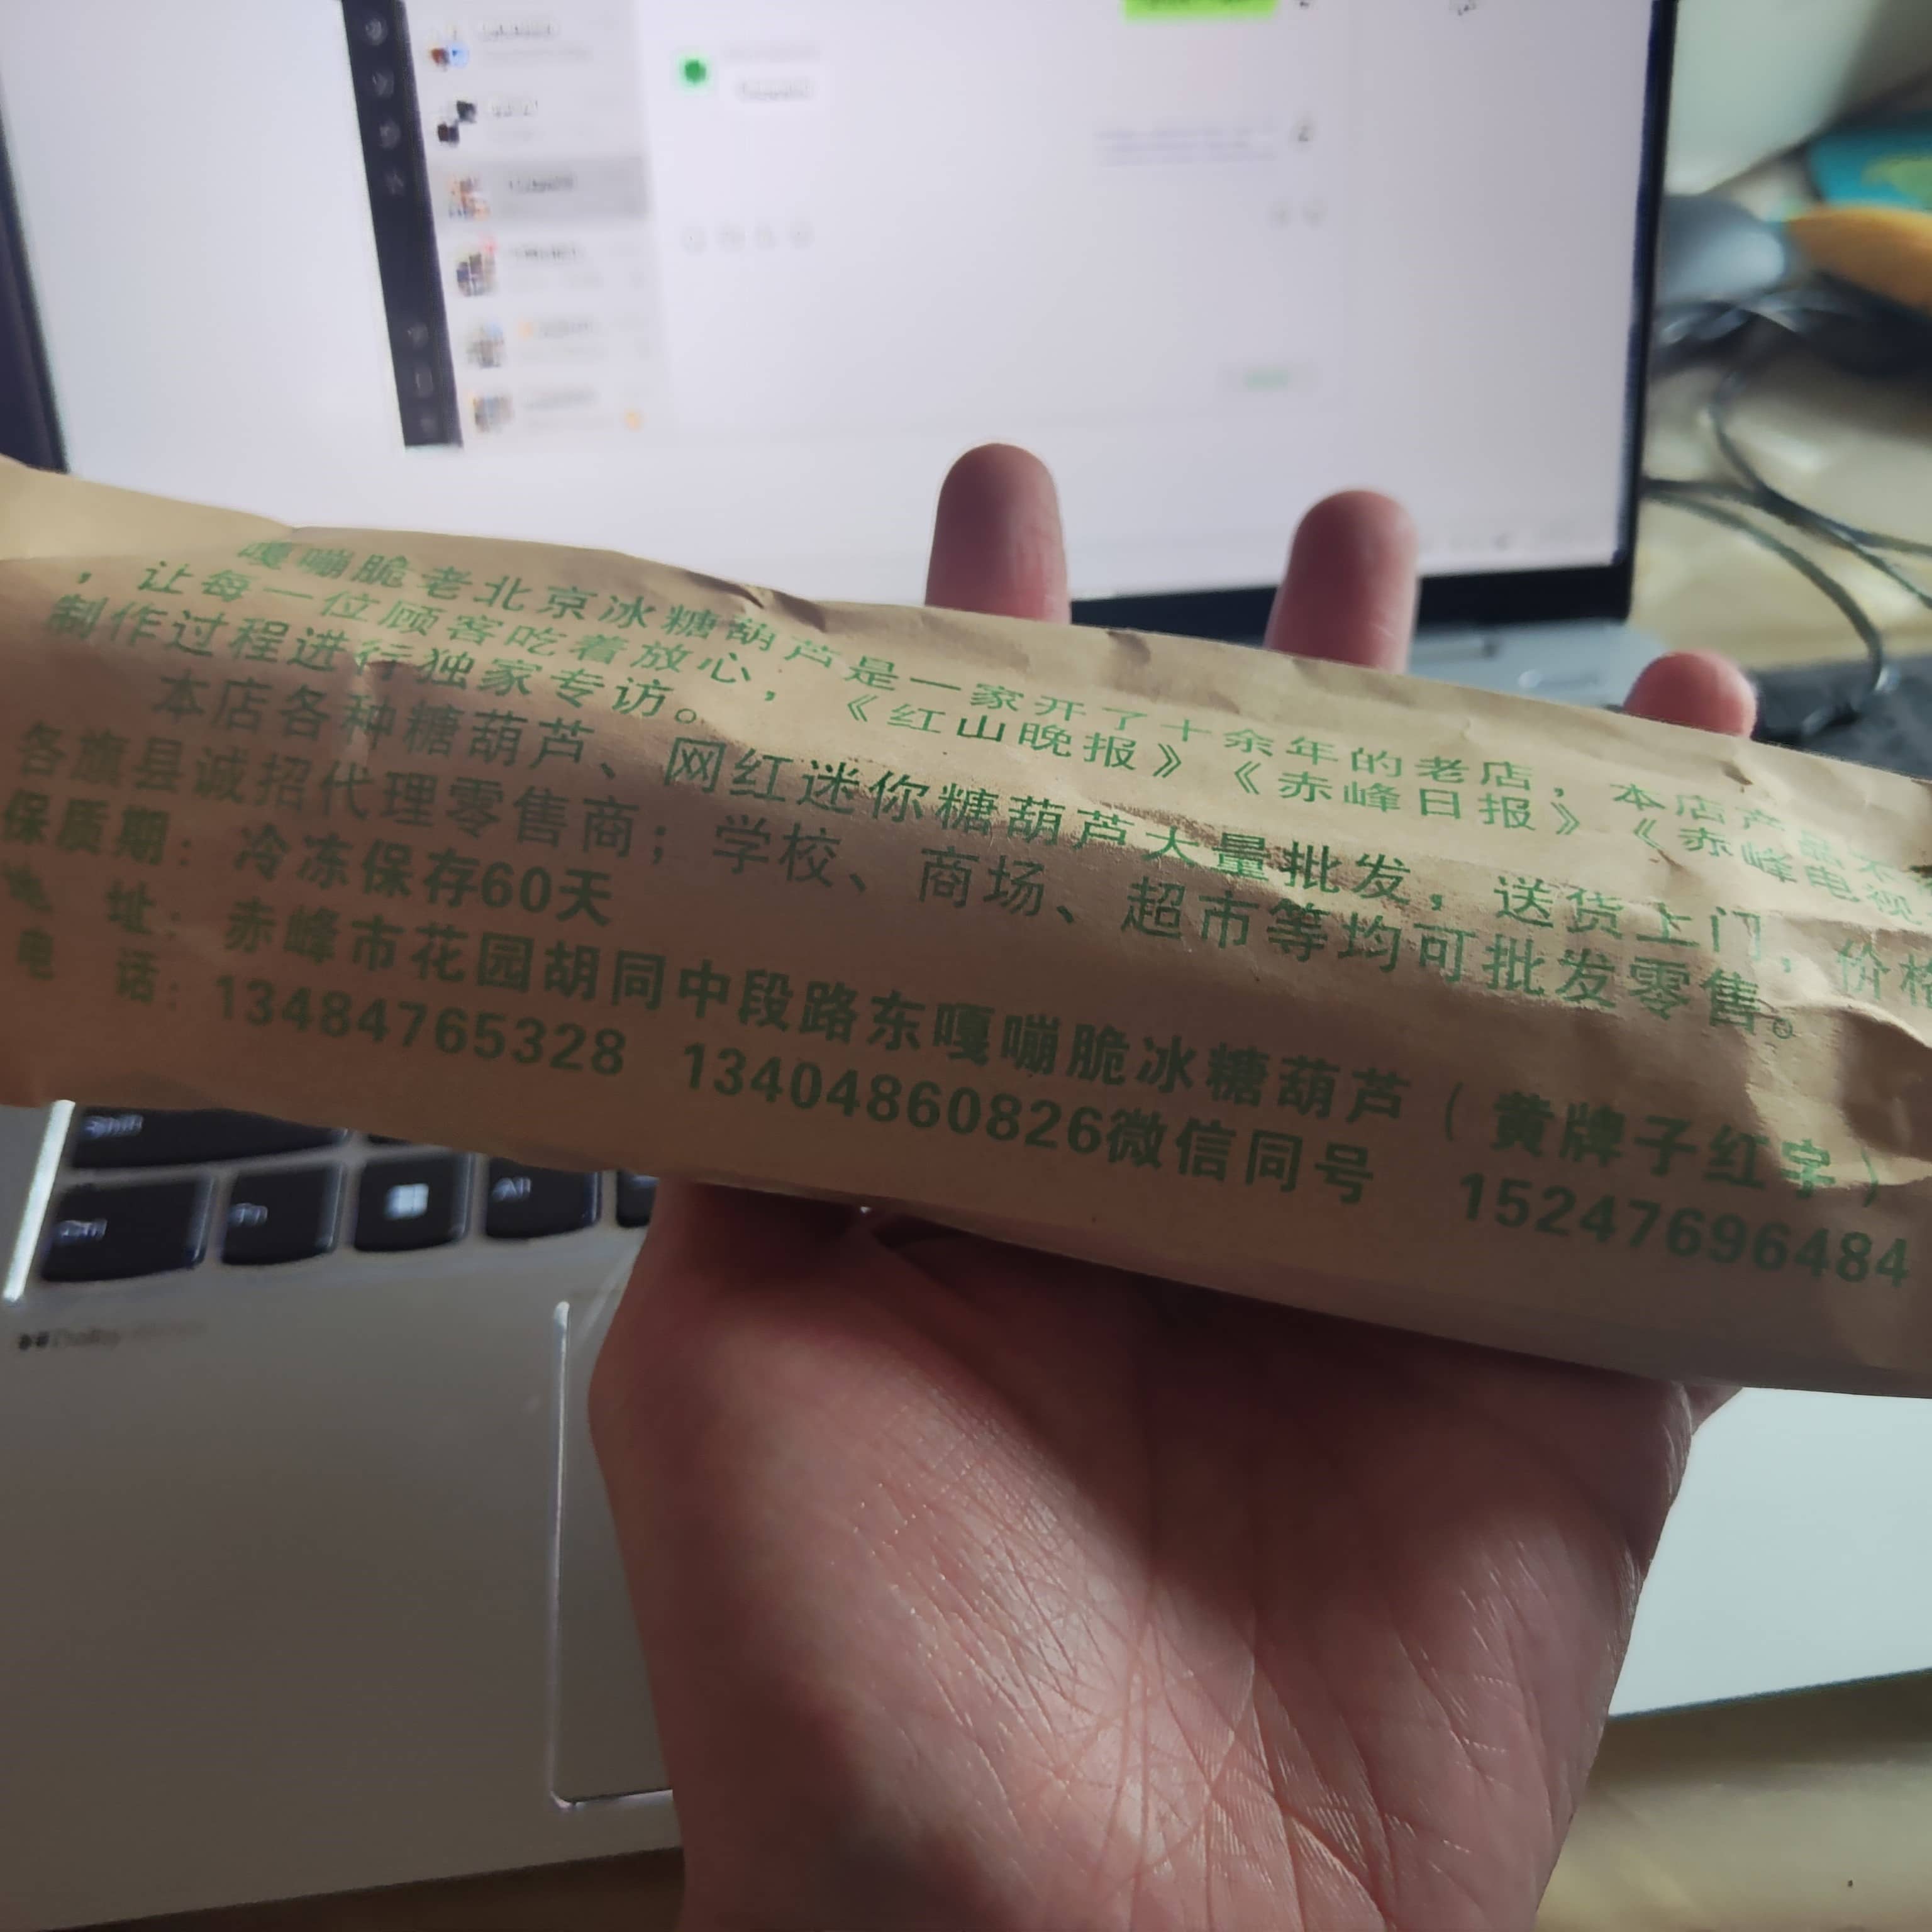 嘎嘣脆老北京冰糖葫芦是一家开了十余年的老店，本店产品不
，让每一位顾客吃着放心，《红山晚报》《赤峰日报》《赤峰电视
制作过程进行独家专访。
本店各种糖葫芦、网红迷你糖葫芦大量批发，送货上门，价格
各旗县诚招代理零售商；学校、商场、超市等均可批发零售。
保质期：冷冻保存60天
地 址：赤峰市花园胡同中段路东嘎嘣脆冰糖葫芦（黄牌子红字）
电 话：13484765328 13404860826微信同号 15247696484